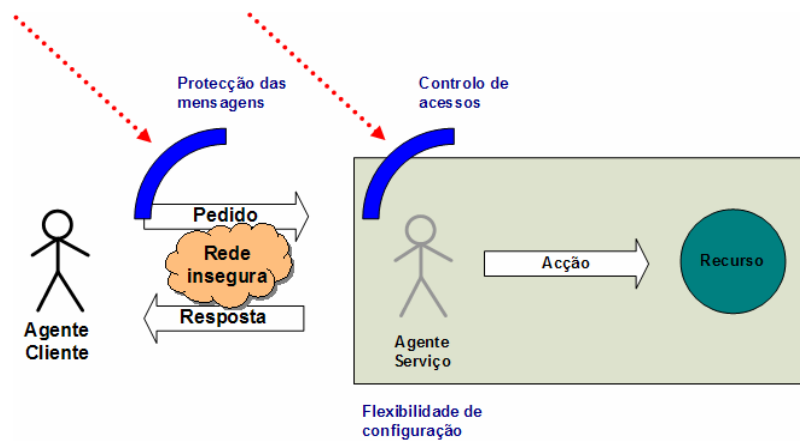 Protecção das
mensagens
Controlo de
acessos
Pedido
Rede
insegura
Resposta
Agente
Cliente
Acção
Recurso
Agente
Serviço
Flexibilidade de
configuração